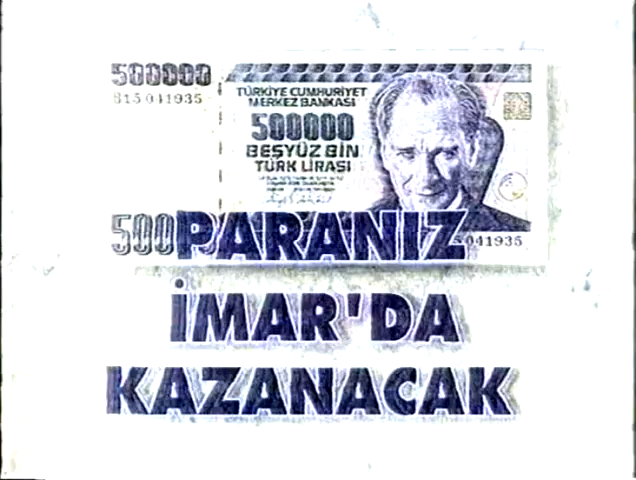 500000
S15 041935
TÜRKİYE CUMHURİYET
MERKEZ BANKASI
500000
BEŞYÜZ BİN
TÜRK LİRASI
500
PARANIZ
041935
İMAR'DA
KAZANACAK